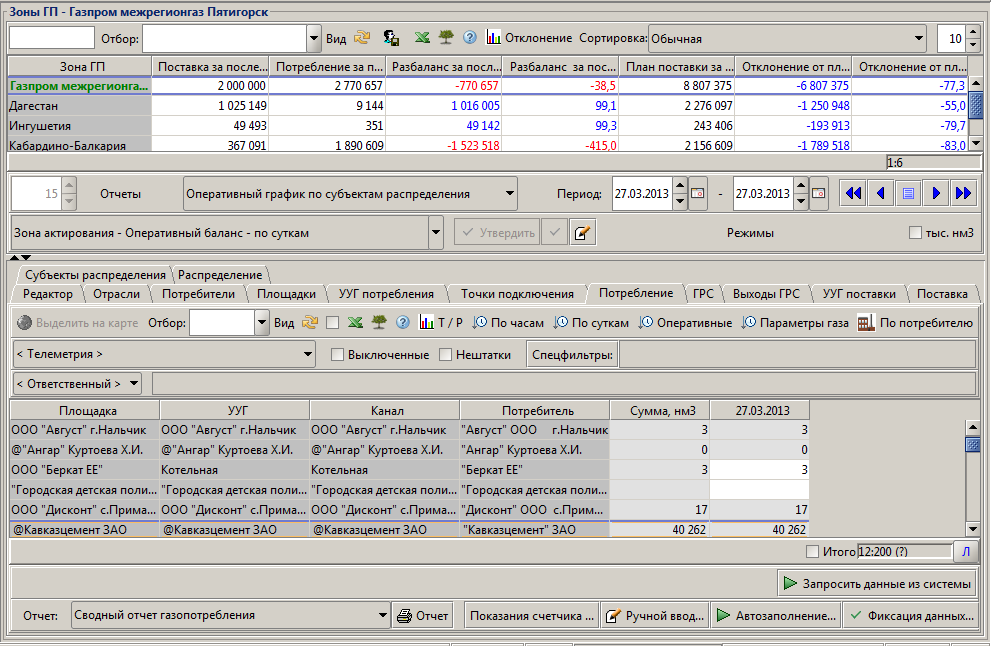 Зоны ГП - Газпром межрегионгаз Пятигорск
Отбор: Вид Отклонение Сортировка: Обычная 10
Зона ГП Поставка за после... Потребление за п... Разбаланс за посл... Разбаланс за пос... План поставки за ... Отклонение от пл... Отклонение от пл...
Газпром межрегионга... 2 000 000 2 770 657 -770 657 -38,5 8 807 375 -6 807 375 -77,3
Дагестан 1 025 149 9 144 1 016 005 99,1 2 276 097 -1 250 948 -55,0
Ингушетия 49 493 351 49 142 99,3 243 406 -193 913 -79,7
Кабардино-Балкария 367 091 1 890 609 -1 523 518 -415,0 2 156 609 -1 789 518 -83,0
1:6
15 Отчеты Оперативный график по субъектам распределения Период: 27.03.2013 - 27.03.2013
Зона актирования - Оперативный баланс - по суткам Утвердить Режимы тыс. нм3
Субъекты распределения Распределение
Редактор Отрасли Потребители Площадки УУГ потребления Точки подключения Потребление ГРС Выходы ГРС УУГ поставки Поставка
Выделить на карте Отбор: Вид Т / Р По часам По суткам Оперативные Параметры газа По потребителю
< Телеметрия > Выключенные Нештатки Спецфильтры:
< Ответственный >
Площадка УУГ Канал Потребитель Сумма, нм3 27.03.2013
ООО "Август" г.Нальчик ООО "Август" г.Нальчик ООО "Август" г.Нальчик "Август" ООО г.Нальчик 3 3
@"Ангар" Куртоева Х.И. @"Ангар" Куртоева Х.И. @"Ангар" Куртоева Х.И. "Ангар" Куртоева Х.И. 0 0
ООО "Беркат ЕЕ" Котельная Котельная "Беркат ЕЕ" 3 3
"Городская детская поли... "Городская детская поли... "Городская детская поли... "Городская детская поли...
ООО "Дисконт" с.Прима... ООО "Дисконт" с.Прима... ООО "Дисконт" с.Прима... "Дисконт" ООО с.Прим... 17 17
@Кавказцемент ЗАО @Кавказцемент ЗАО @Кавказцемент ЗАО "Кавказцемент" ЗАО 40 262 40 262
Итого 12:200 (?) Л
Запросить данные из системы
Отчет: Сводный отчет газопотребления Отчет Показания счетчика ... Ручной ввод... Автозаполнение... Фиксация данных...